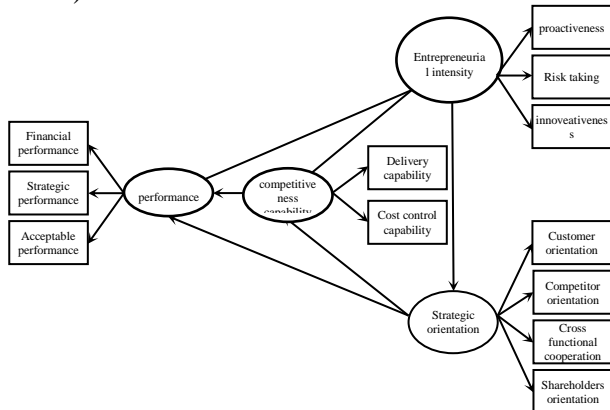 )
proactiveness
Entrepreneuria
l intensity
Risk taking
innoveativenes
s
Financial
performance
Strategic
performance
Acceptable
performance
performance
competitive
ness
capability
Delivery
capability
Cost control
capability
Customer
orientation
Competitor
orientation
Strategic
orientation
Cross
functional
cooperation
Shareholders
orientation